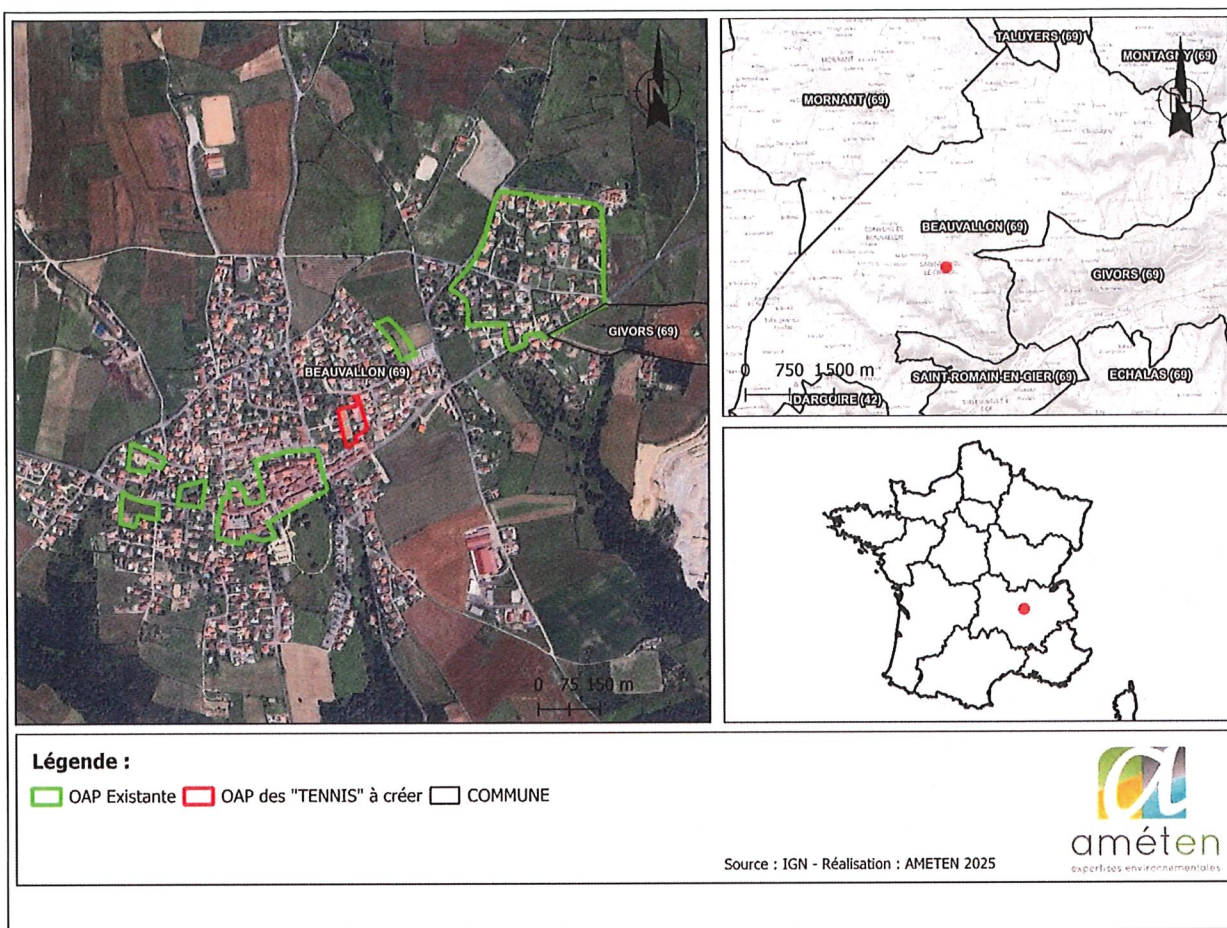 N
GIVORS (69)
BEAUVALLON (69)
0 75 150 m
TALUYERS (69)
MONTAGNY (69)
N
MORNANT (69)
BEAUVALLON (69)
GIVORS (69)
0 750 1500 m
SAINT-ROMAIN-EN-GIER (69)
ECHALAS (69)
DARGOIRE (42)
Légende :
OAP Existante OAP des "TENNIS" à créer COMMUNE
Source : IGN - Réalisation : AMETEN 2025
améten
expertises environnementales